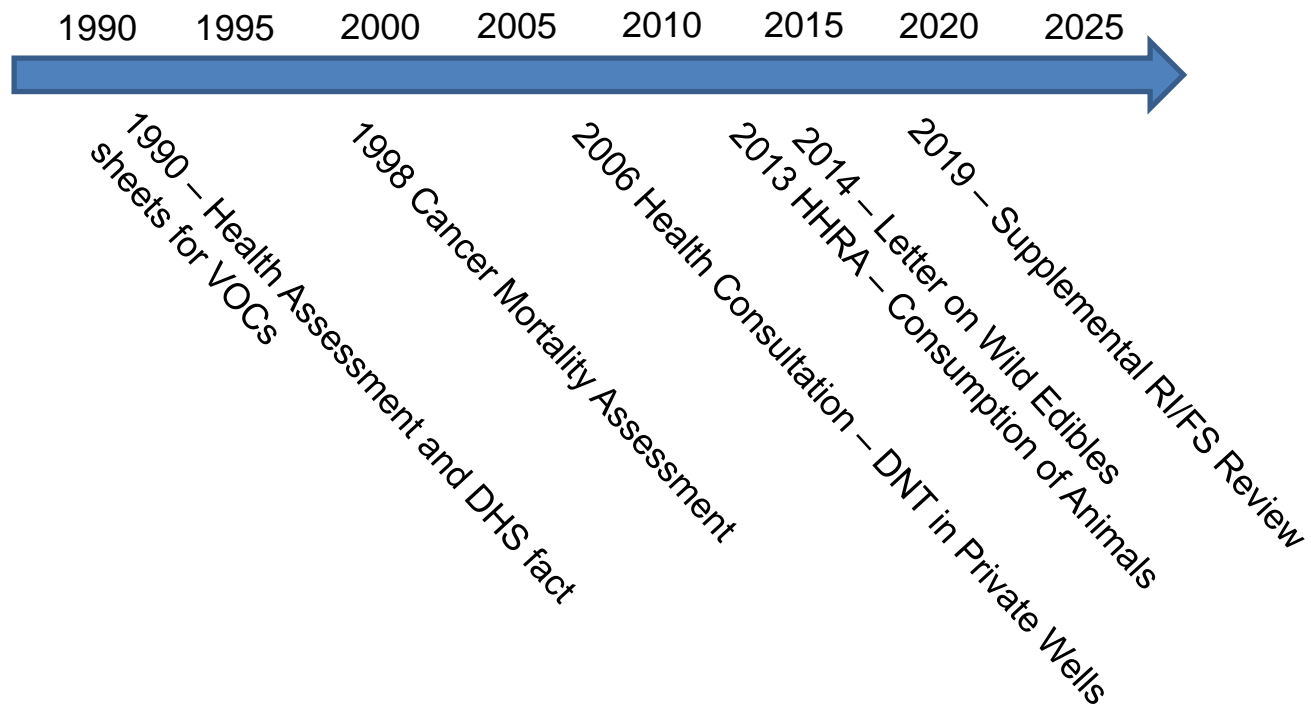 1990
1995
2000
2005
2010
2015
2020
2025
1990 – Health Assessment and DHS fact
sheets for VOCs
1998 Cancer Mortality Assessment
2006 Health Consultation – DNT in Private Wells
2013 HHRA – Consumption of Animals
2014 – Letter on Wild Edibles
2019 – Supplemental RI/FS Review